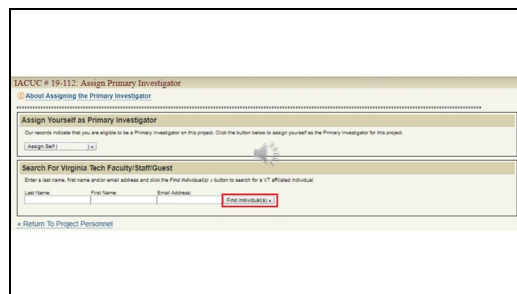 IACUC # 19-112: Assign Primary Investigator
About Assigning the Primary Investigator
Assign Yourself as Primary Investigator
Our records indicate that you are eligible to be a Primary Investigator on this project. Click the button below to assign yourself as the Primary Investigator for this project.
Assign Self ( ) »
Search For Virginia Tech Faculty/Staff/Guest
Enter a last name, first name and/or email address and click the Find Individual(s) » button to search for a VT affiliated individual.
Last Name: First Name: Email Address:
Find Individual(s) »
« Return To Project Personnel